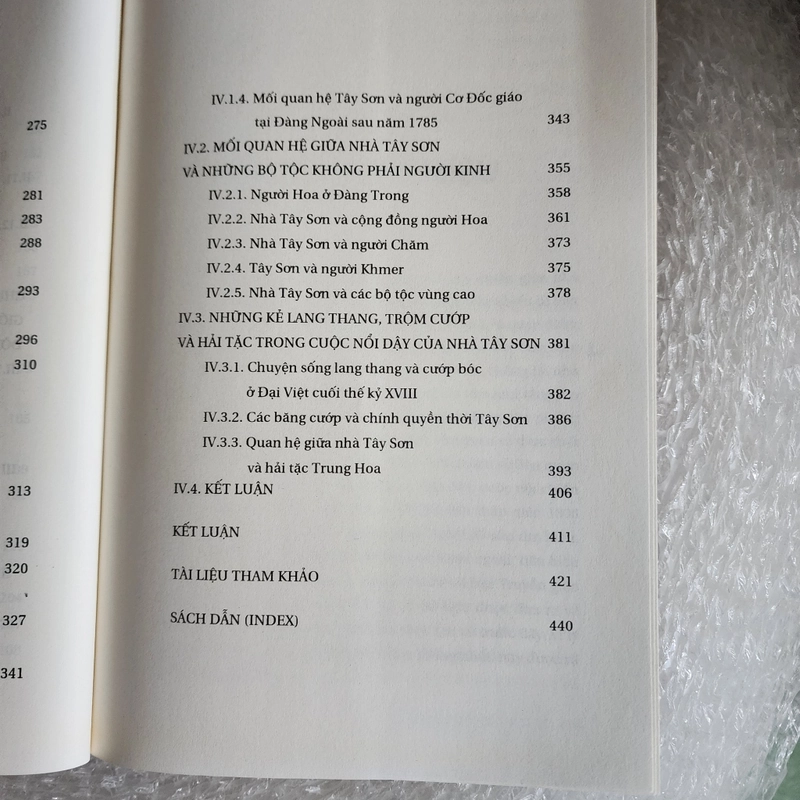 275
281
283
288
293
296
310
313
319
320
327
341
IV.1.4. Mối quan hệ Tây Sơn và người Cơ Đốc giáo
tại Đàng Ngoài sau năm 1785 343
IV.2. MỐI QUAN HỆ GIỮA NHÀ TÂY SƠN
VÀ NHỮNG BỘ TỘC KHÔNG PHẢI NGƯỜI KINH 355
IV.2.1. Người Hoa ở Đàng Trong 358
IV.2.2. Nhà Tây Sơn và cộng đồng người Hoa 361
IV.2.3. Nhà Tây Sơn và người Chăm 373
IV.2.4. Tây Sơn và người Khmer 375
IV.2.5. Nhà Tây Sơn và các bộ tộc vùng cao 378
IV.3. NHỮNG KẺ LANG THANG, TRỘM CƯỚP
VÀ HẢI TẶC TRONG CUỘC NỔI DẬY CỦA NHÀ TÂY SƠN 381
IV.3.1. Chuyện sống lang thang và cướp bóc
ở Đại Việt cuối thế kỷ XVIII 382
IV.3.2. Các băng cướp và chính quyền thời Tây Sơn 386
IV.3.3. Quan hệ giữa nhà Tây Sơn
và hải tặc Trung Hoa 393
IV.4. KẾT LUẬN 406
KẾT LUẬN 411
TÀI LIỆU THAM KHẢO 421
SÁCH DẪN (INDEX) 440